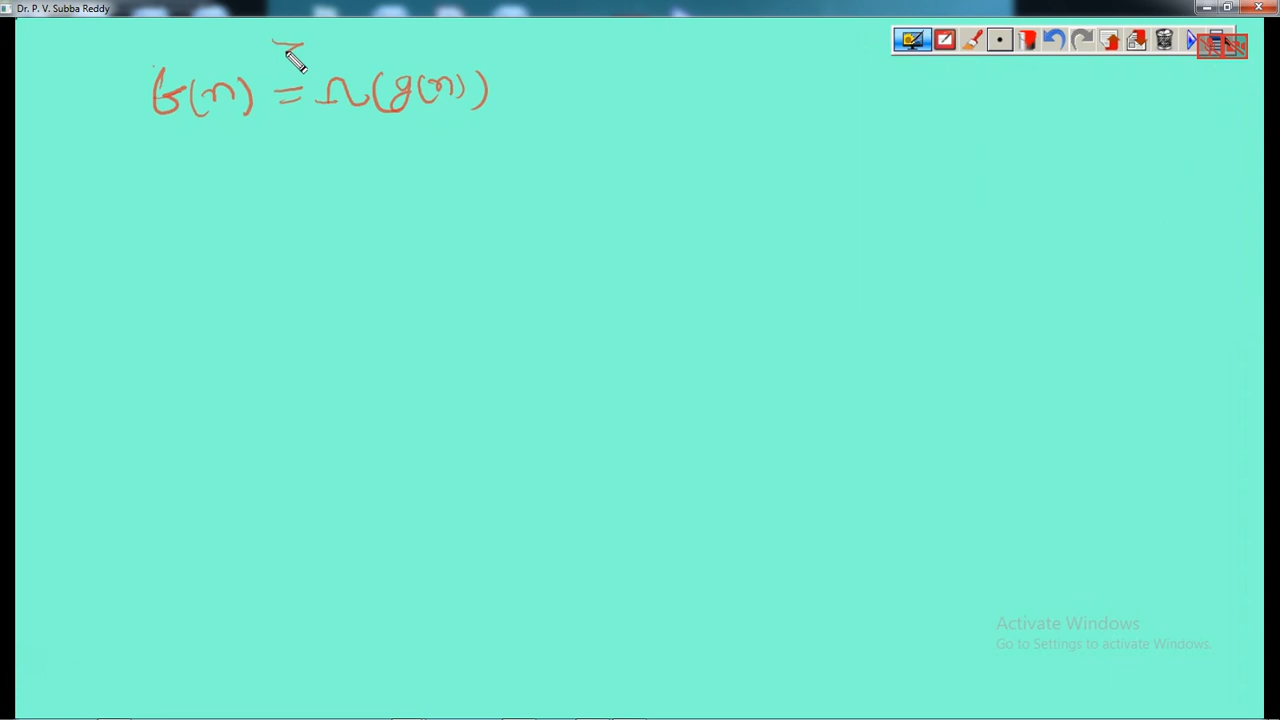 Dr. P. V. Subba Reddy
f(n) = Ω(g(n))
Activate Windows
Go to Settings to activate Windows.